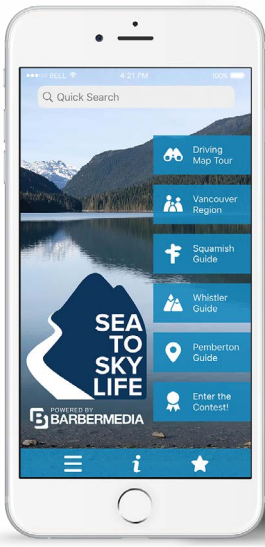 BELL 4:21 PM 100%
Quick Search
Driving
Map Tour
Vancouver
Region
Squamish
Guide
Whistler
Guide
Pemberton
Guide
Enter the
Contest!
SEA
TO
SKY
LIFE
POWERED BY
BARBERMEDIA